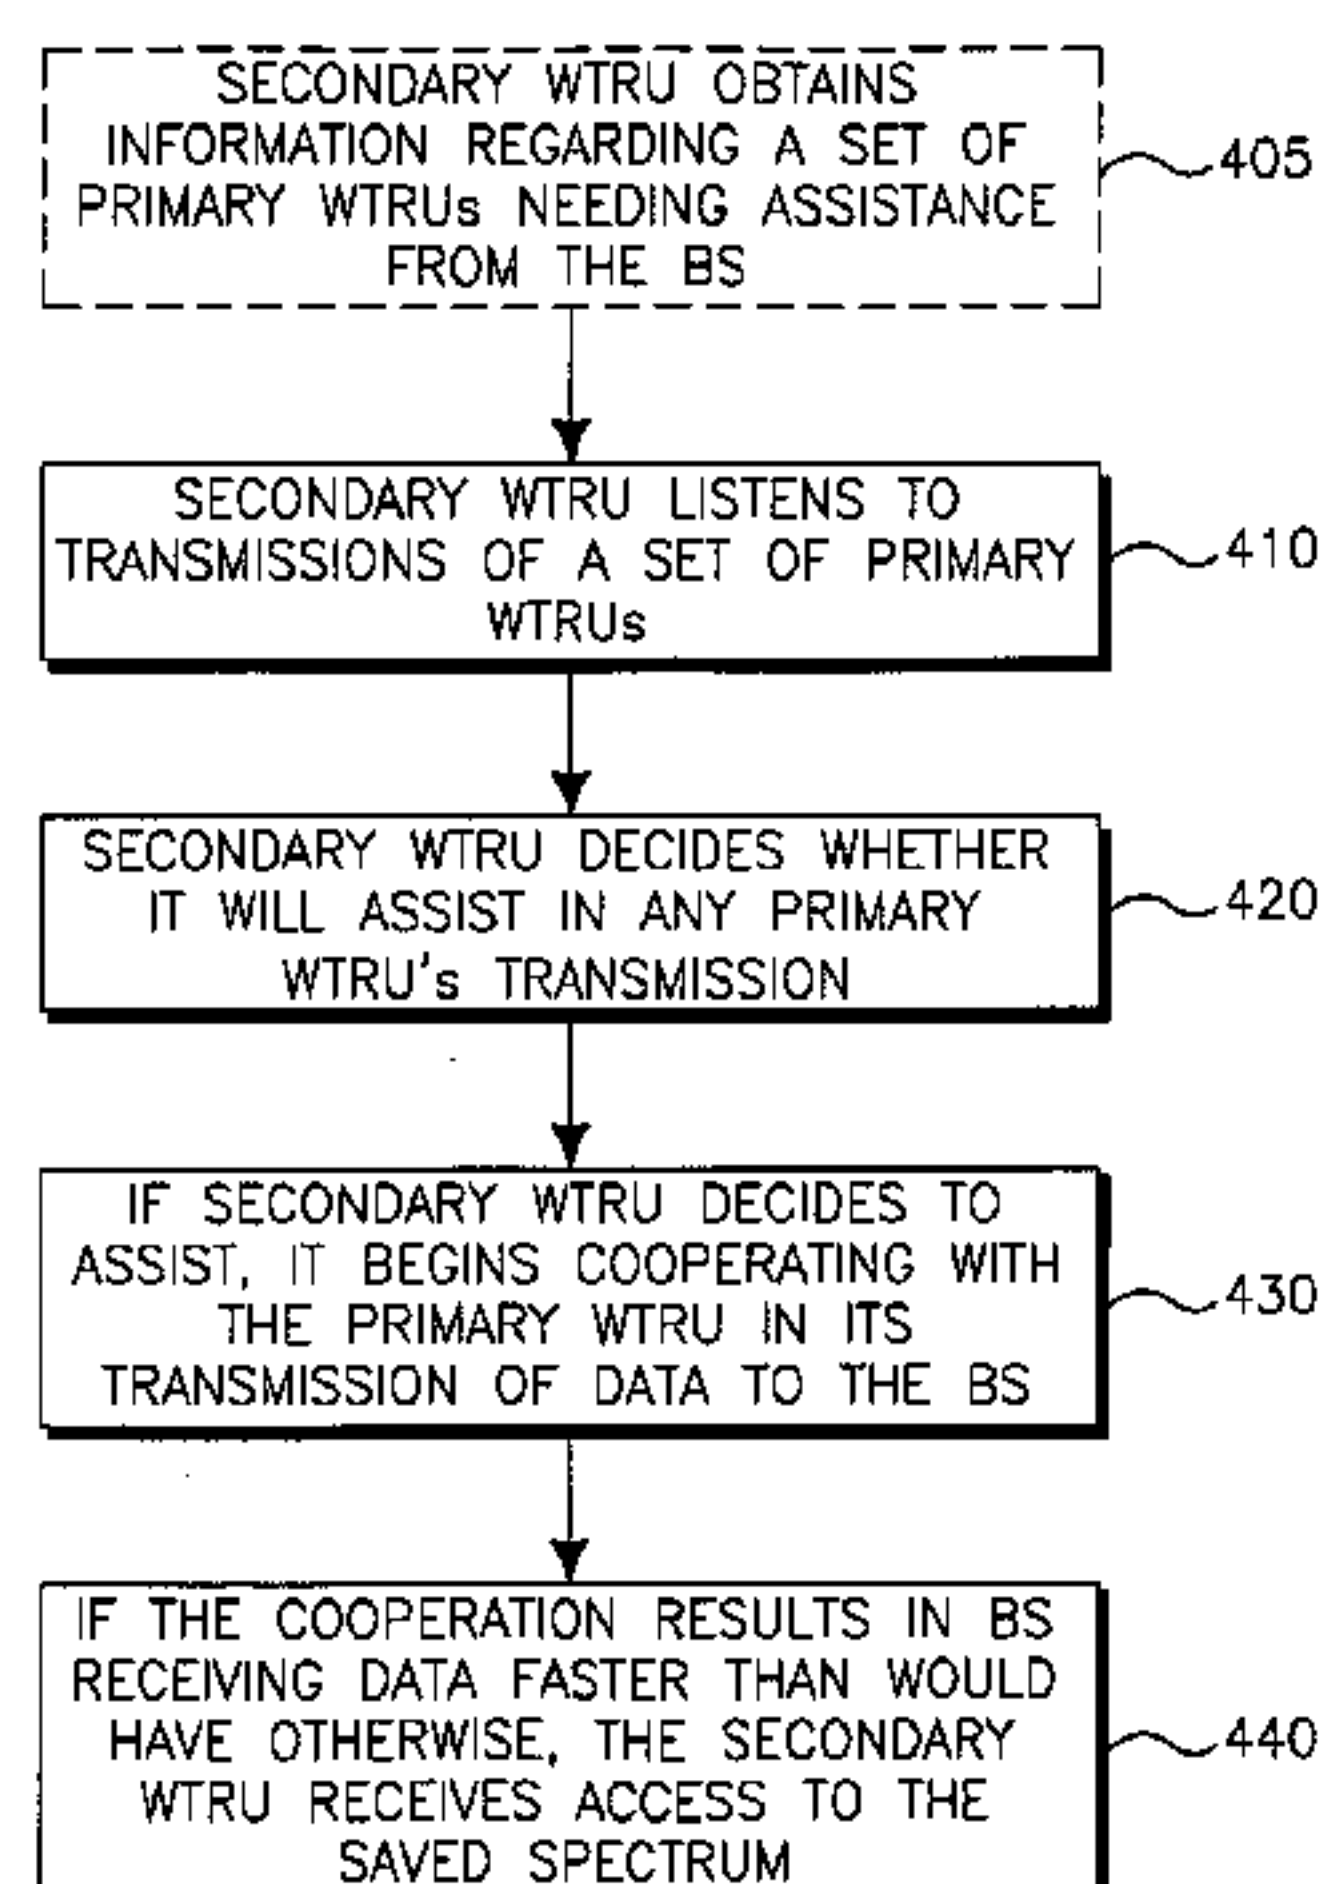 SECONDARY WTRU OBTAINS
INFORMATION REGARDING A SET OF
PRIMARY WTRUs NEEDING ASSISTANCE
FROM THE BS
405
SECONDARY WTRU LISTENS TO
TRANSMISSIONS OF A SET OF PRIMARY
WTRUs
410
SECONDARY WTRU DECIDES WHETHER
IT WILL ASSIST IN ANY PRIMARY
WTRU's TRANSMISSION
420
IF SECONDARY WTRU DECIDES TO
ASSIST, IT BEGINS COOPERATING WITH
THE PRIMARY WTRU IN ITS
TRANSMISSION OF DATA TO THE BS
430
IF THE COOPERATION RESULTS IN BS
RECEIVING DATA FASTER THAN WOULD
HAVE OTHERWISE, THE SECONDARY
WTRU RECEIVES ACCESS TO THE
SAVED SPECTRUM
440